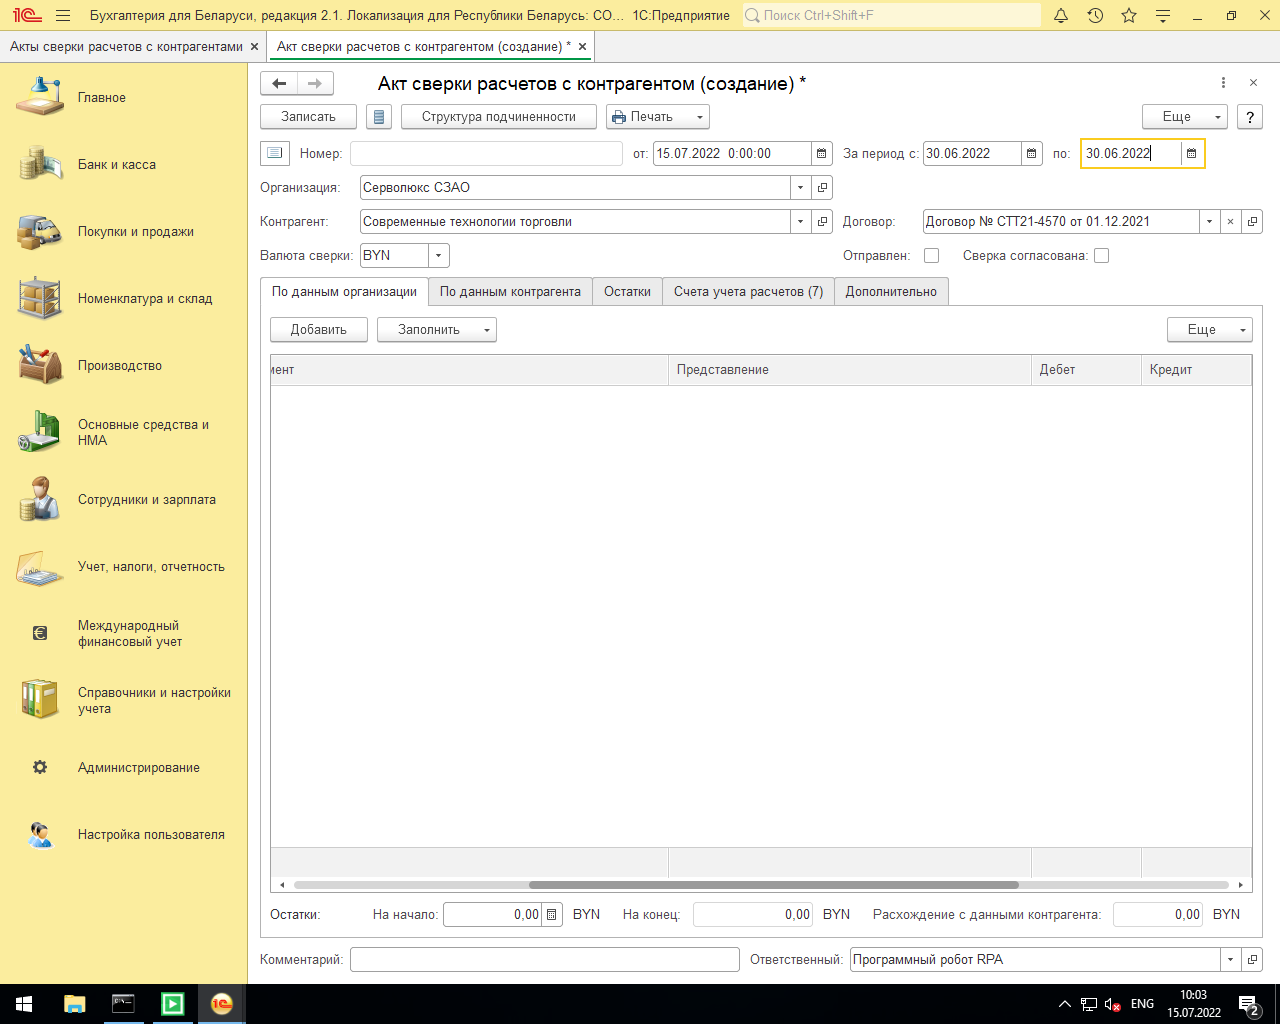 Бухгалтерия для Беларуси, редакция 2.1. Локализация для Республики Беларусь: СО... 1С:Предприятие
Поиск Ctrl+Shift+F
Акты сверки расчетов с контрагентами
Акт сверки расчетов с контрагентом (создание) *
Главное
Банк и касса
Покупки и продажи
Номенклатура и склад
Производство
Основные средства и
НМА
Сотрудники и зарплата
Учет, налоги, отчетность
Международный
финансовый учет
Справочники и настройки
учета
Администрирование
Настройка пользователя
Акт сверки расчетов с контрагентом (создание) *
Записать Структура подчиненности Печать Еще ?
Номер: от: 15.07.2022 0:00:00 За период с: 30.06.2022 по: 30.06.2022
Организация: Серволюкс СЗАО
Контрагент: Современные технологии торговли Договор: Договор № СТТ21-4570 от 01.12.2021
Валюта сверки: BYN Отправлен: Сверка согласована:
По данным организации По данным контрагента Остатки Счета учета расчетов (7) Дополнительно
Добавить Заполнить Еще
мент Представление Дебет Кредит
Остатки: На начало: 0,00 BYN На конец: 0,00 BYN Расхождение с данными контрагента: 0,00 BYN
Комментарий: Ответственный: Программный робот RPA
ENG 10:03
15.07.2022 2